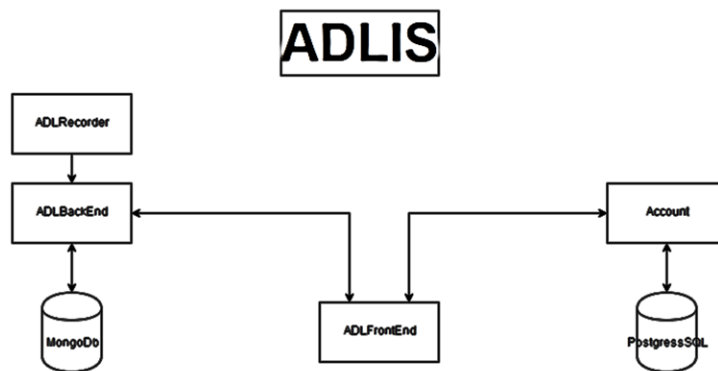 ADLIS
ADLRecorder
ADLBackEnd
Account
MongoDb
ADLFrontEnd
PostgressSQL